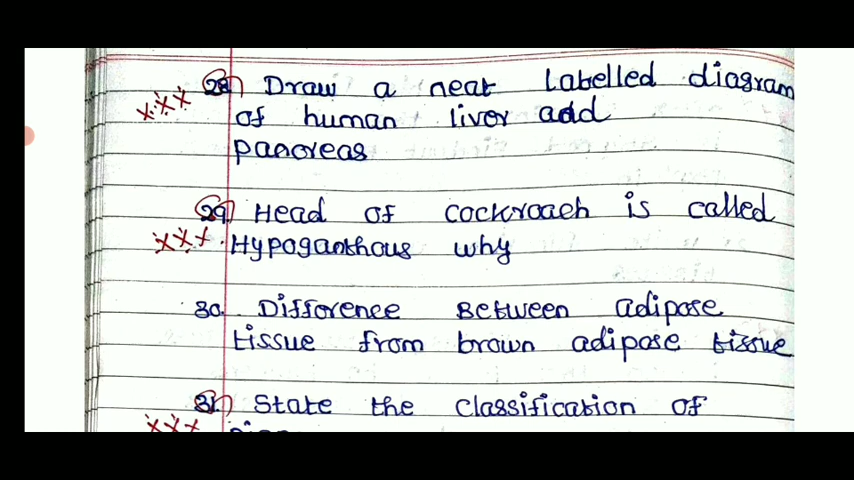 xxx 28) Draw a neat labelled diagram
of human liver add
pancreas
29) Head of cockroach is called
xxx Hypoganthous why
30. Difference Between adipose
tissue from brown adipose tissue
31) State the classification of
xxx